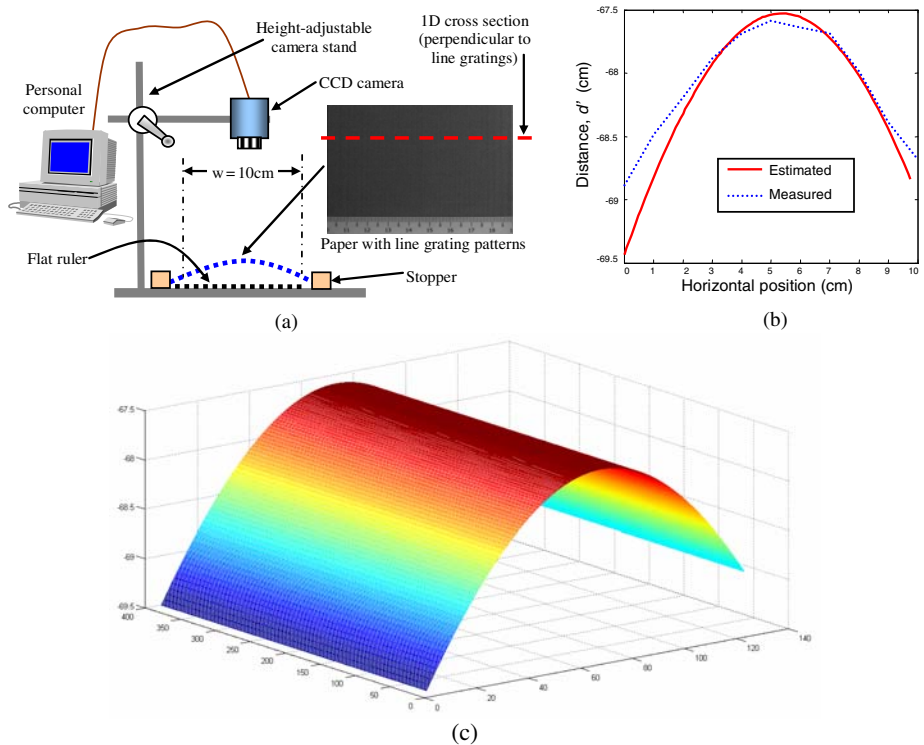 Height-adjustable
camera stand
Personal
computer
CCD camera
1D cross section
(perpendicular to
line gratings)
w = 10cm
Paper with line grating patterns
Flat ruler
Stopper
(a)
-67.5
-68
-68.5
-69
-69.5
Distance, d' (cm)
Estimated
Measured
0 1 2 3 4 5 6 7 8 9 10
Horizontal position (cm)
(b)
-67.5
-68
-68.5
-69
-69.5
400
350
300
250
200
150
100
50
0
0
20
40
60
80
100
120
140
(c)